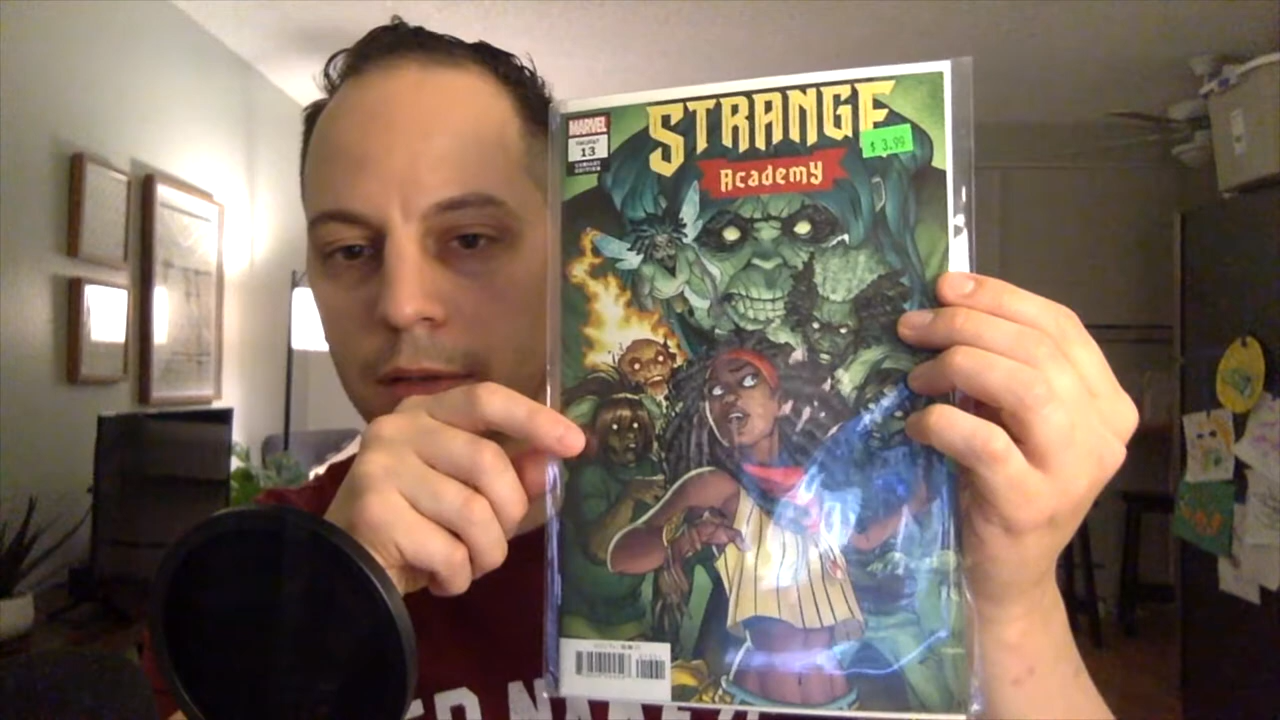 STRANGE
Academy
MARVEL
13
VARIANT
EDITION
$ 3.99